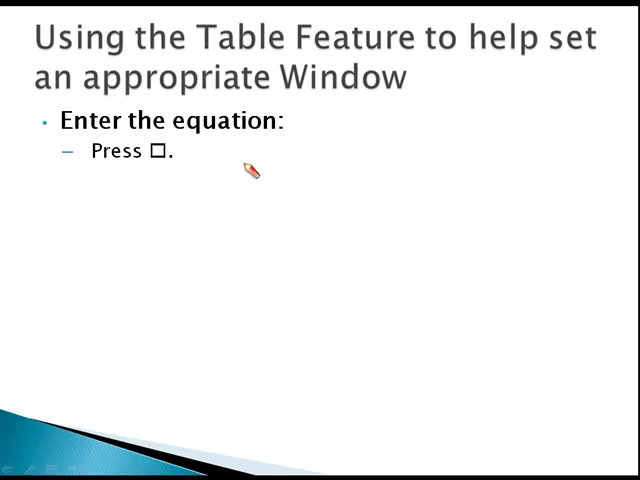 Using the Table Feature to help set
an appropriate Window
• Enter the equation:
– Press □.